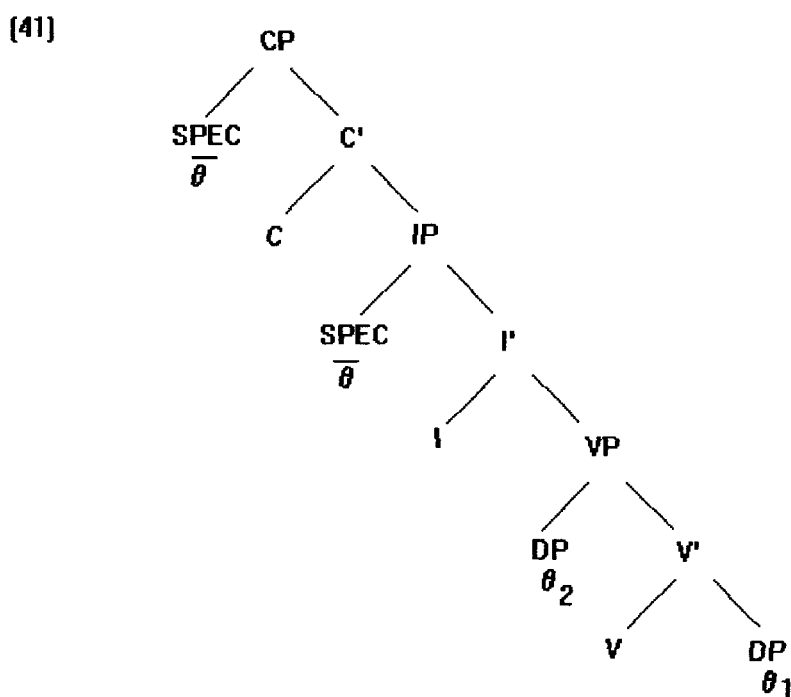 [41]
CP
SPEC C'
θ̅
C IP
SPEC I'
θ̅
I VP
DP V'
θ2
V DP
θ1